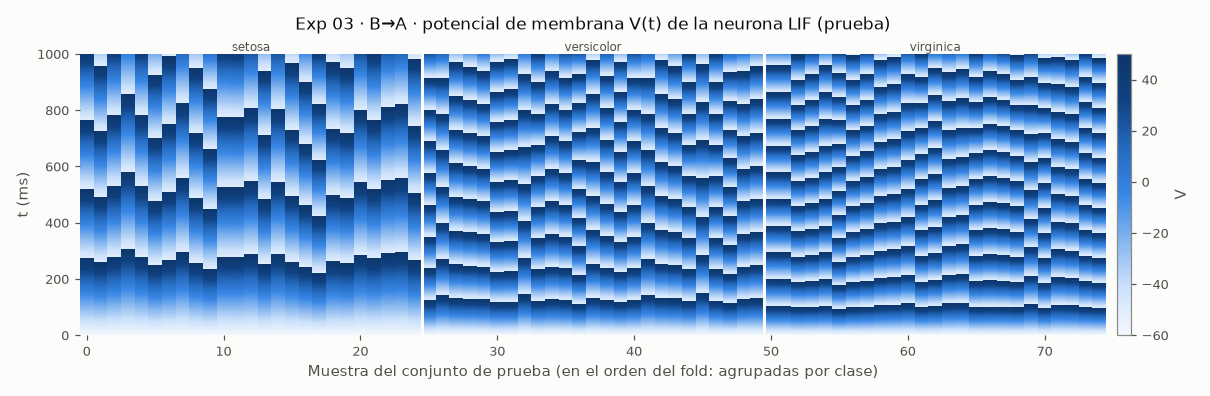 Exp 03 · B→A · potencial de membrana V(t) de la neurona LIF (prueba)
setosa versicolor virginica
1000
800
600
400
200
0
t (ms)
0 10 20 30 40 50 60 70
Muestra del conjunto de prueba (en el orden del fold: agrupadas por clase)
40
20
0
−20
−40
−60
V